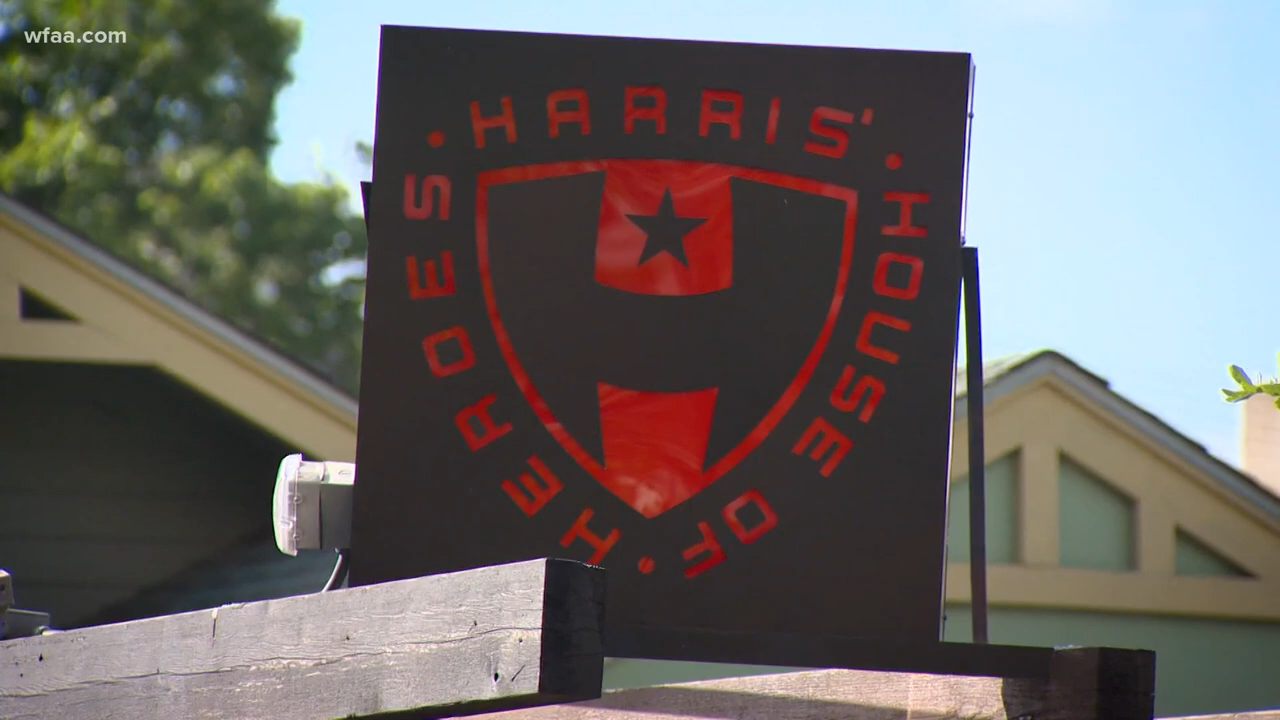 wfaa.com
HARRIS' • HOUSE OF • HEROES •